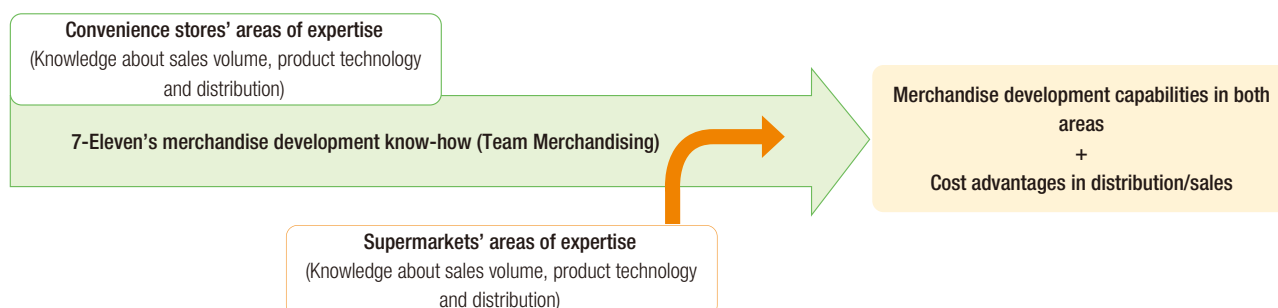 Convenience stores’ areas of expertise
(Knowledge about sales volume, product technology
and distribution)
7-Eleven’s merchandise development know-how (Team Merchandising)
Merchandise development capabilities in both
areas
+
Cost advantages in distribution/sales
Supermarkets’ areas of expertise
(Knowledge about sales volume, product technology
and distribution)